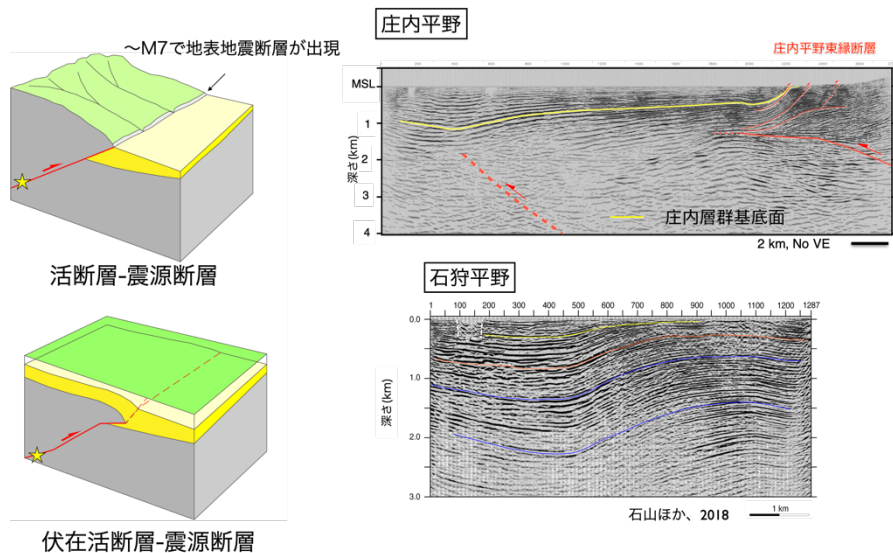 ～M7で地表地震断層が出現
活断層-震源断層
伏在活断層-震源断層
庄内平野
庄内平野東縁断層
MSL
1
2
3
4
深さ(km)
庄内層群基底面
2 km, No VE
石狩平野
1 100 200 300 400 500 600 700 800 900 1000 1100 1200 1287
0.0
1.0
2.0
3.0
深さ(km)
石山ほか、2018
1 km